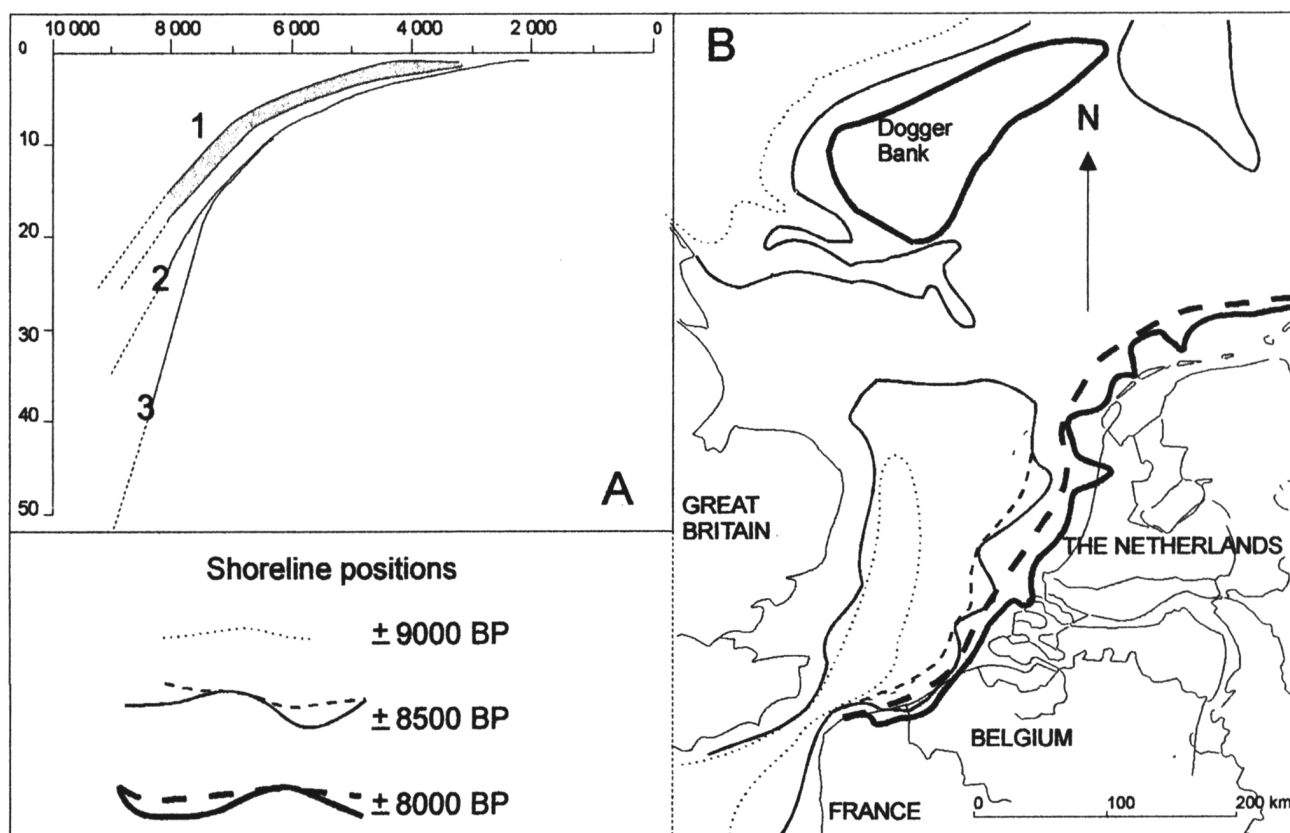 10 000 8 000 6 000 4 000 2 000 0
0
10
20
30
40
50
1
2
3
A
B
Dogger
Bank
N
GREAT
BRITAIN
THE NETHERLANDS
BELGIUM
FRANCE
0 100 200 km
Shoreline positions
± 9000 BP
± 8500 BP
± 8000 BP